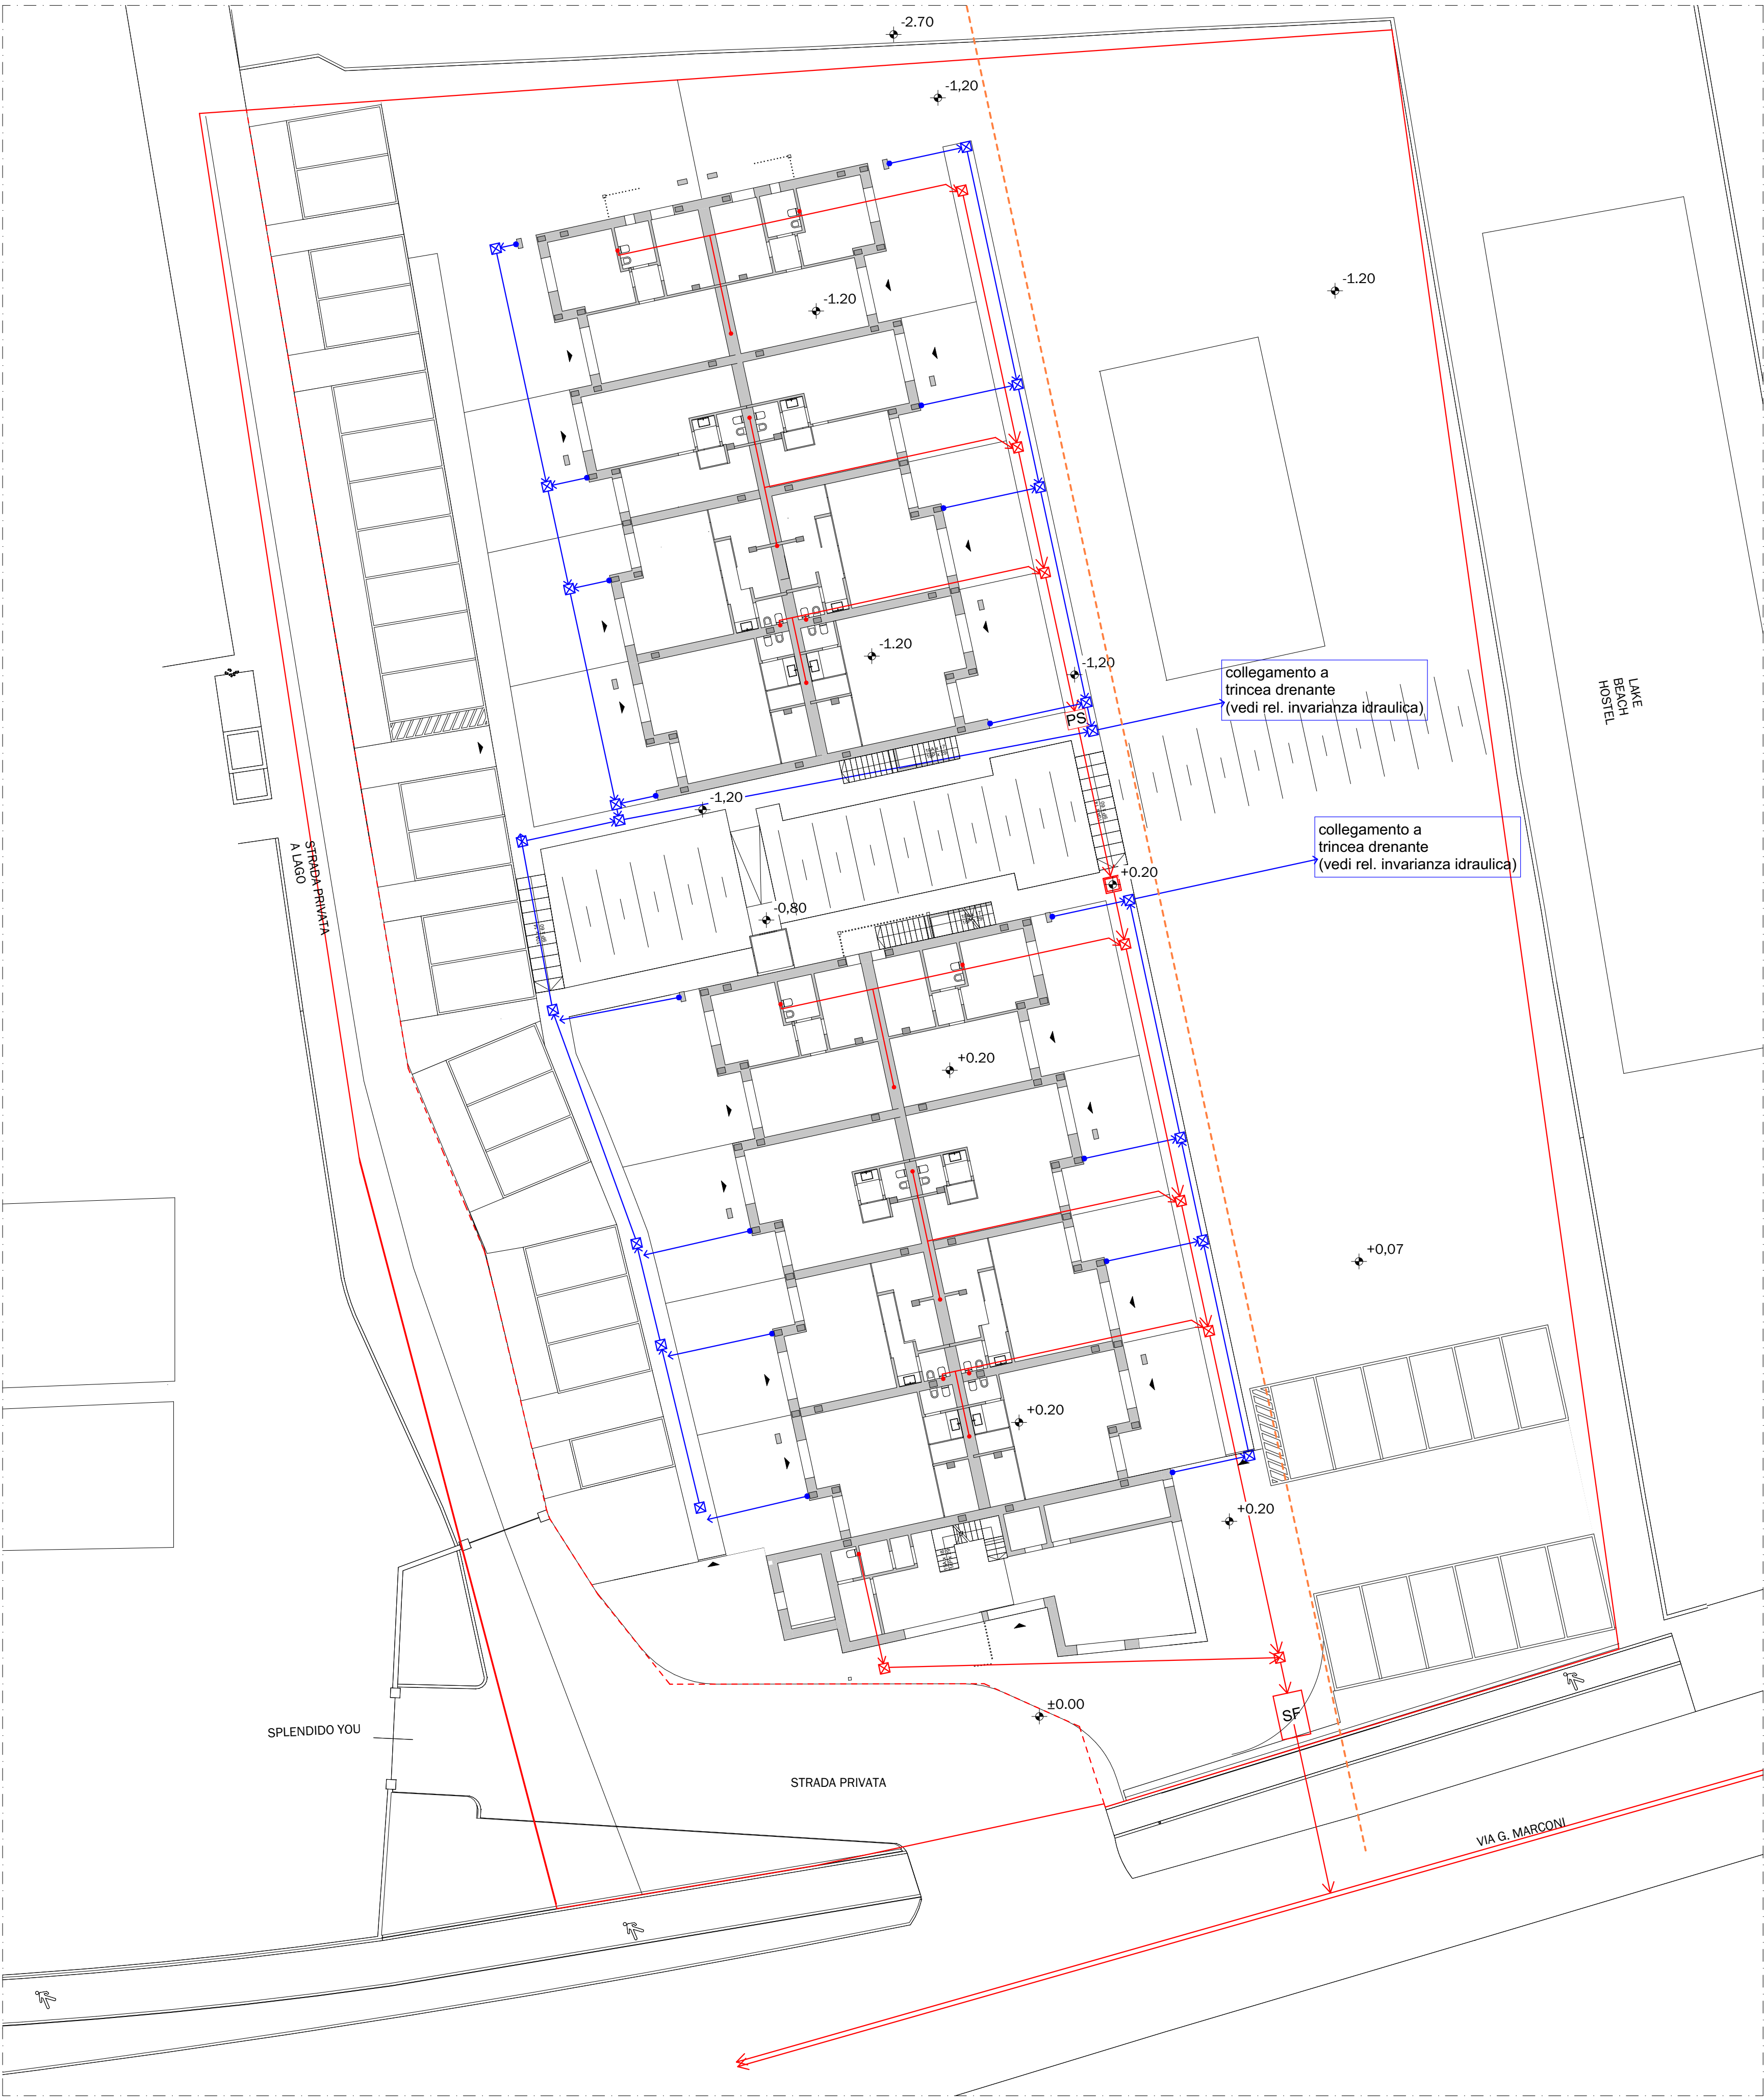 -2.70
-1,20
-1.20
-1.20
-1.20
-1,20
collegamento a
trincea drenante
(vedi rel. invarianza idraulica)
LAKE
BEACH
HOSTEL
PS
-1,20
collegamento a
trincea drenante
(vedi rel. invarianza idraulica)
STRADA PRIVATA
A LAGO
+0.20
-0,80
+0.20
+0,07
+0.20
+0.20
±0.00
SF
SPLENDIDO YOU
STRADA PRIVATA
VIA G. MARCONI